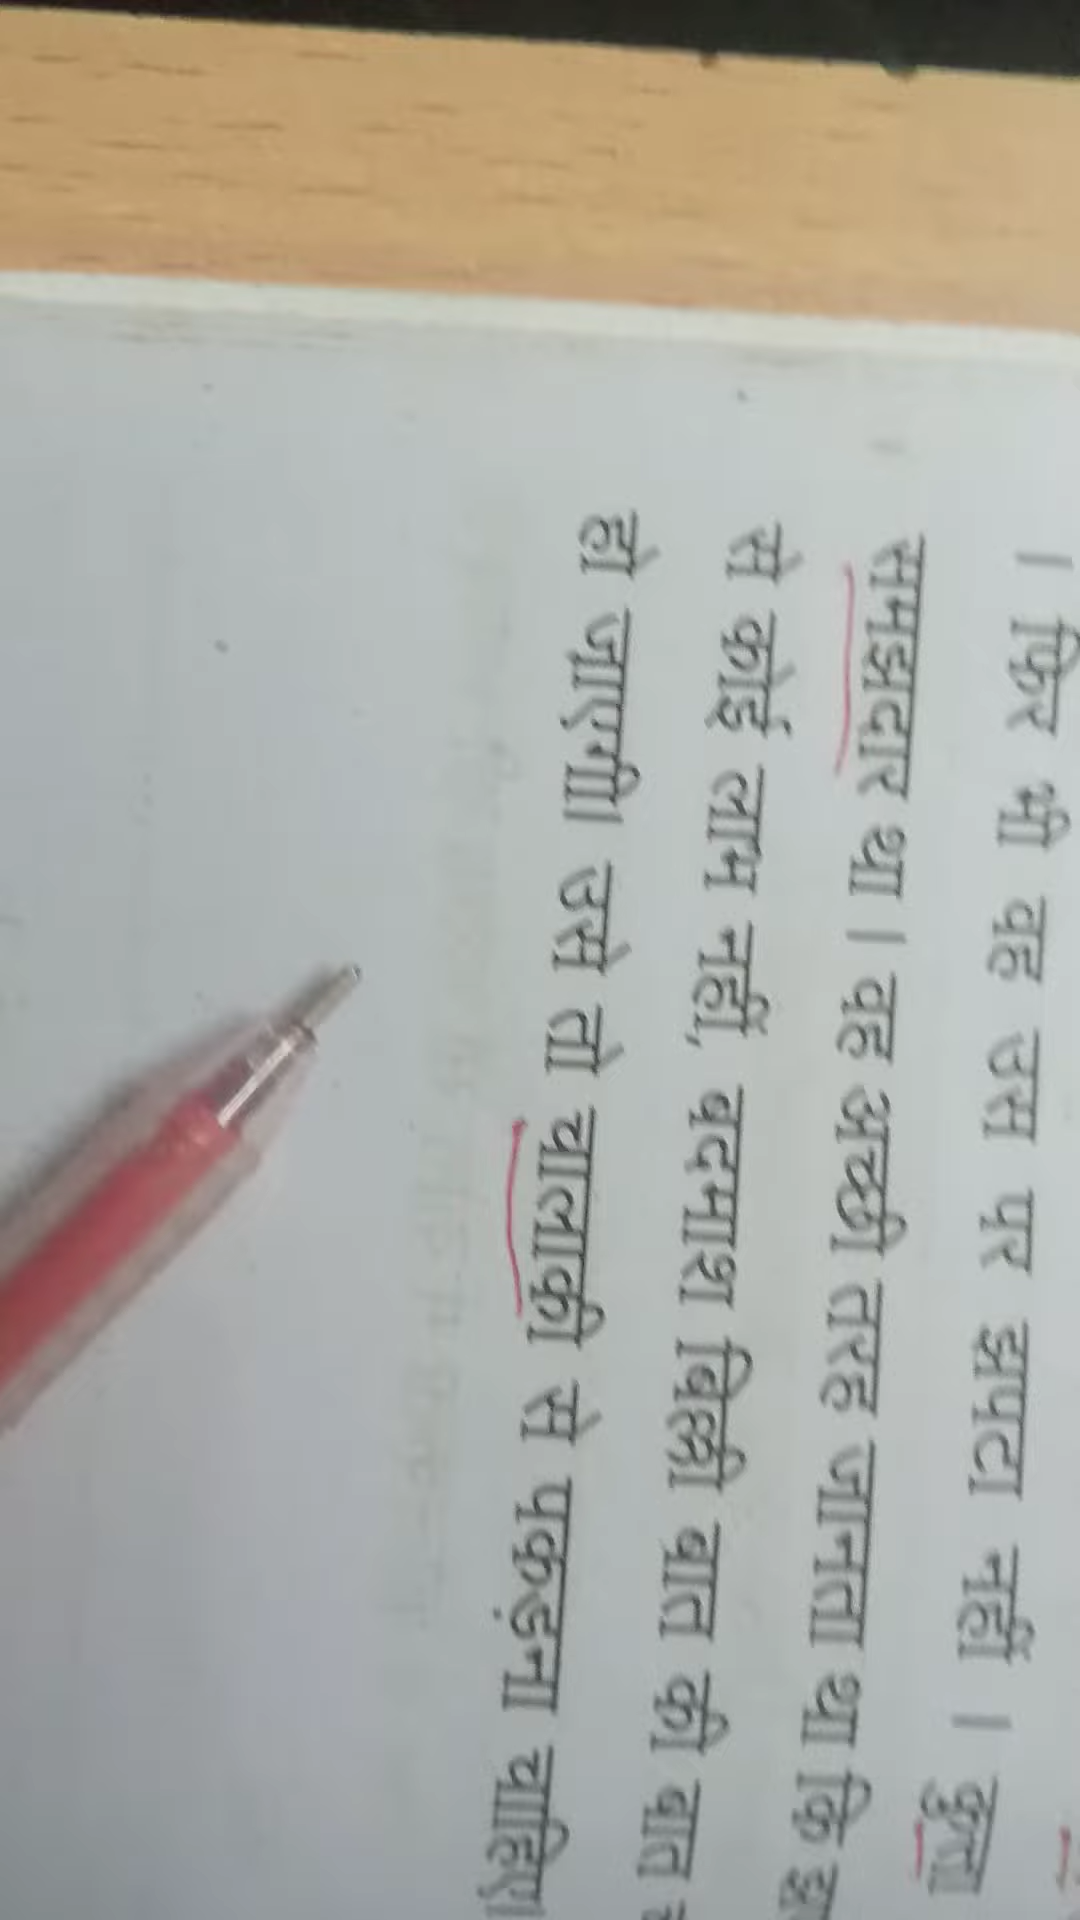 । फिर भी वह उस पर झपटा नहीं । कुत्ता
समझदार था । वह अच्छी तरह जानता था कि
से कोई लाभ नहीं, बदमाश बिल्ली बात की बात
हो जाएगी। उसे तो चालाकी से पकड़ना चाहिए।